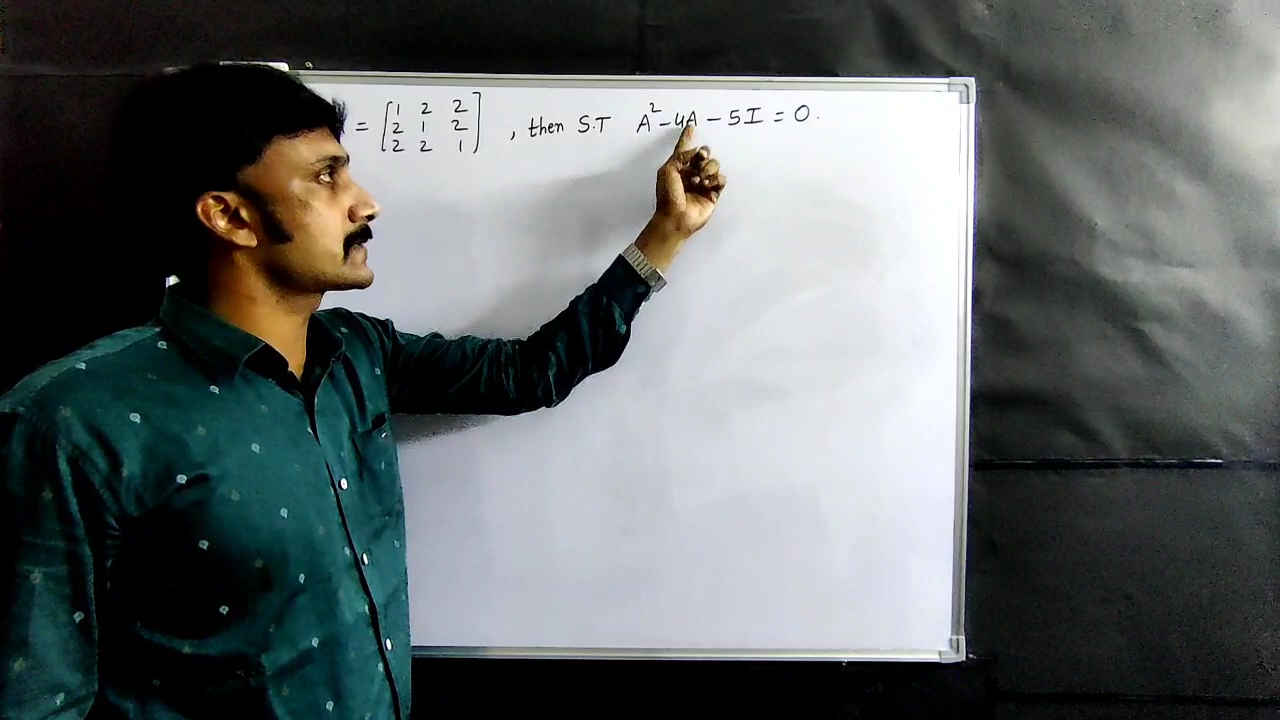 = [1 2 2 , then S.T A² - 4A - 5I = 0.
2 1 2
2 2 1]